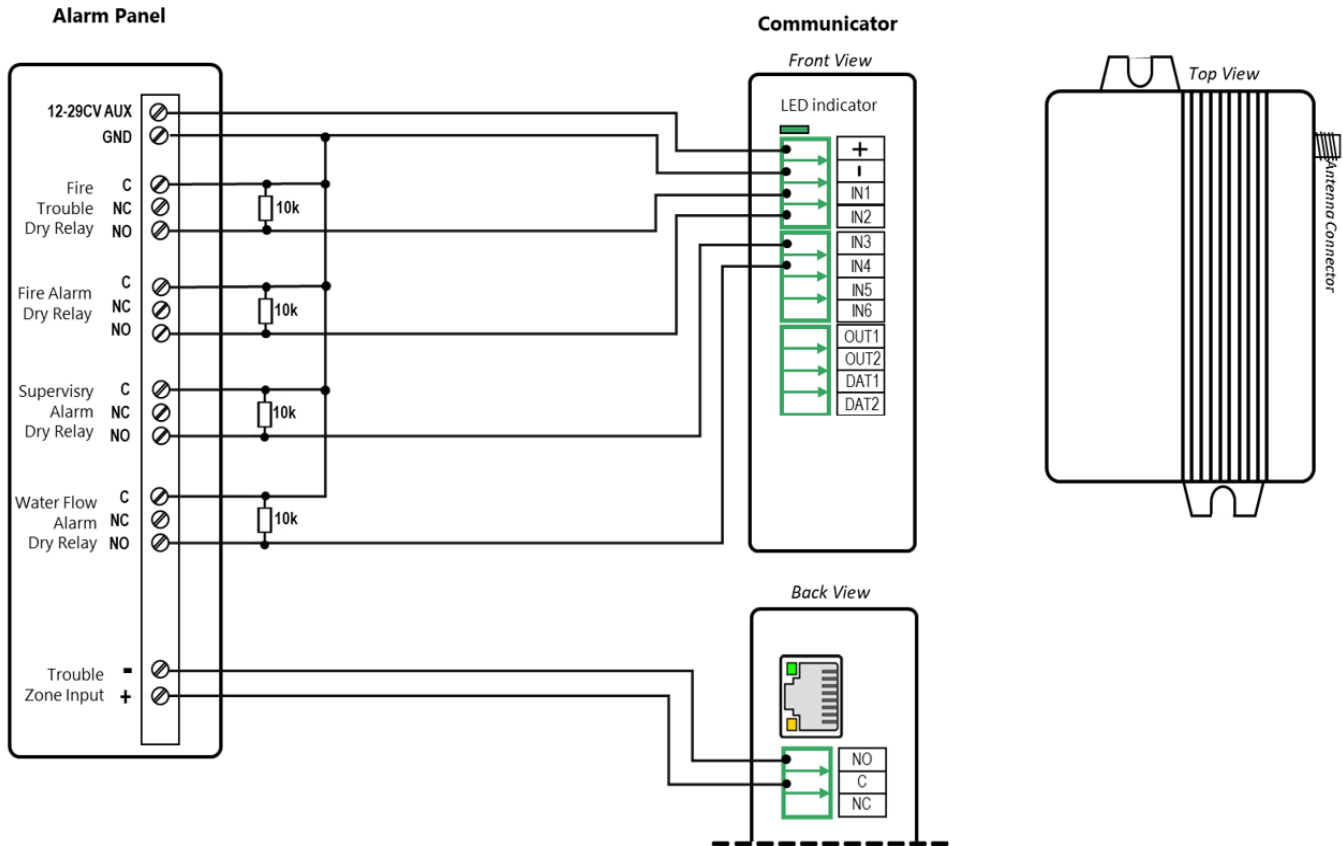 Alarm Panel
12-29CV AUX
GND
Fire
Trouble
Dry Relay
C
NC
NO
10k
Fire Alarm
Dry Relay
C
NC
NO
10k
Supervisry
Alarm
Dry Relay
C
NC
NO
10k
Water Flow
Alarm
Dry Relay
C
NC
NO
10k
Trouble -
Zone Input +
Communicator
Front View
LED indicator
+
-
IN1
IN2
IN3
IN4
IN5
IN6
OUT1
OUT2
DAT1
DAT2
Back View
NO
C
NC
Top View
Antenna Connector